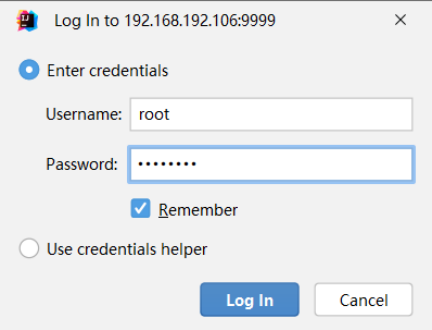 Log In to 192.168.192.106:9999
Enter credentials
Username: root
Password: ••••••••
Remember
Use credentials helper
Log In Cancel